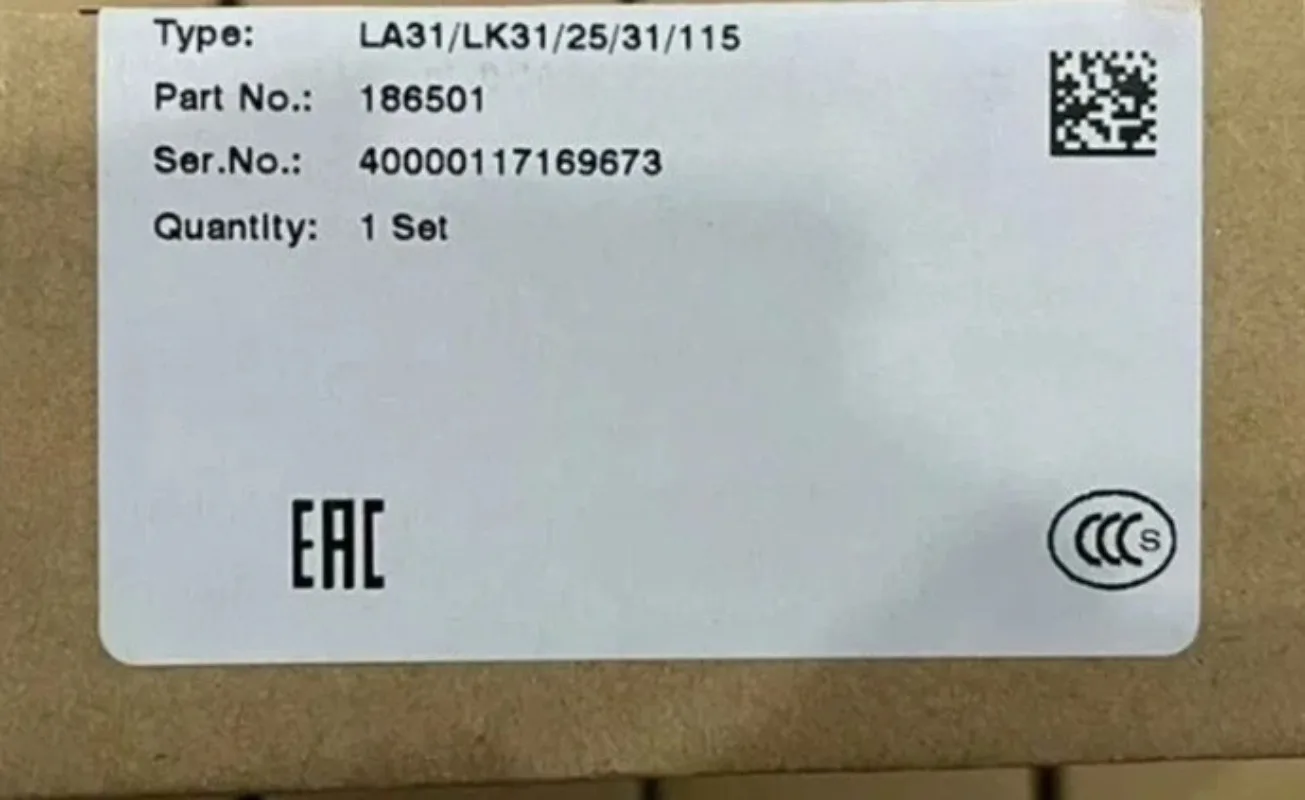 Type: LA31/LK31/25/31/115
Part No.: 186501
Ser.No.: 40000117169673
Quantity: 1 Set
EAC
CCC S